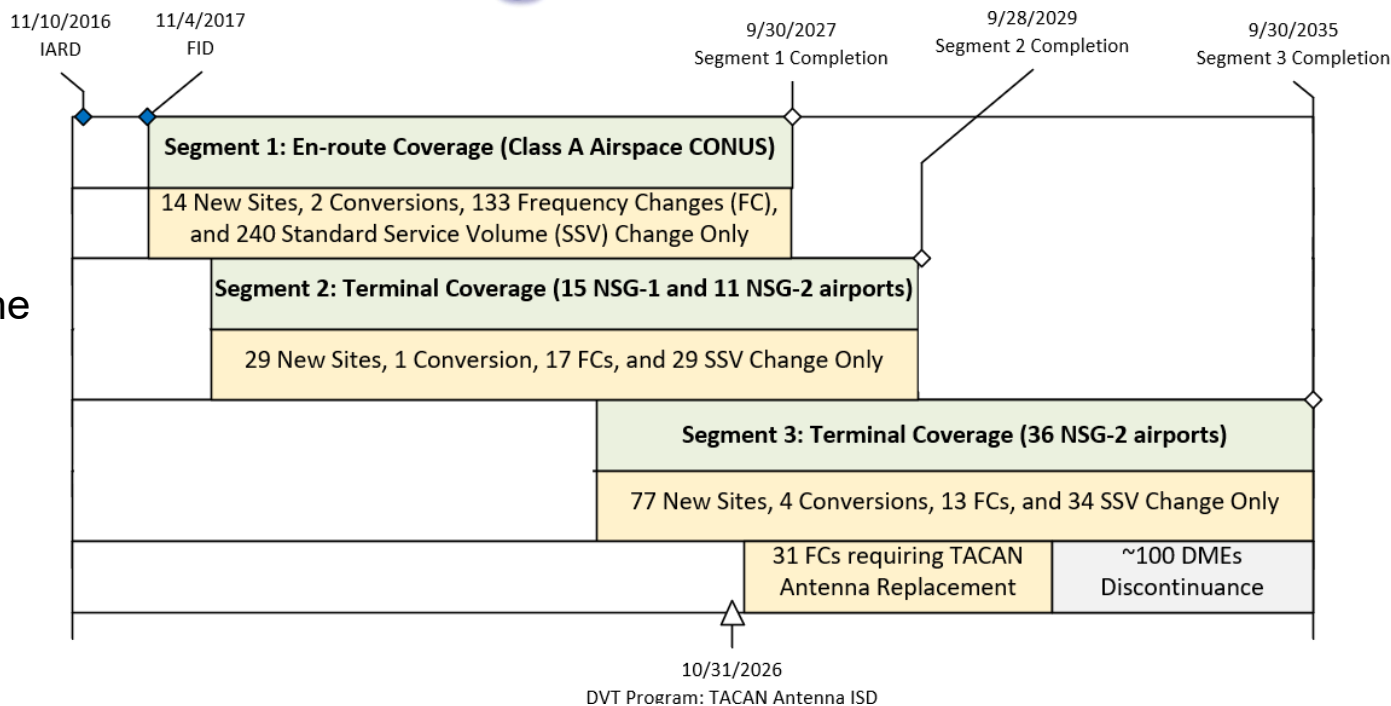 11/10/2016
IARD
11/4/2017
FID
9/30/2027
Segment 1 Completion
9/28/2029
Segment 2 Completion
9/30/2035
Segment 3 Completion
Segment 1: En-route Coverage (Class A Airspace CONUS)
14 New Sites, 2 Conversions, 133 Frequency Changes (FC),
and 240 Standard Service Volume (SSV) Change Only
ne
Segment 2: Terminal Coverage (15 NSG-1 and 11 NSG-2 airports)
29 New Sites, 1 Conversion, 17 FCs, and 29 SSV Change Only
Segment 3: Terminal Coverage (36 NSG-2 airports)
77 New Sites, 4 Conversions, 13 FCs, and 34 SSV Change Only
31 FCs requiring TACAN
Antenna Replacement
~100 DMEs
Discontinuance
10/31/2026
DVT Program: TACAN Antenna ISD